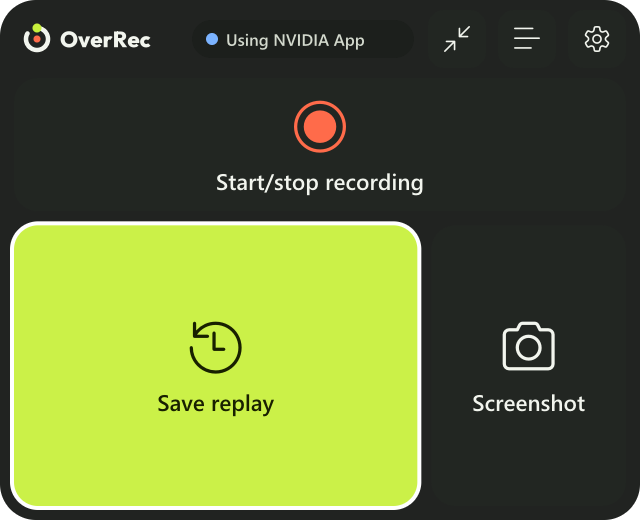 OverRec
Using NVIDIA App
Start/stop recording
Save replay
Screenshot